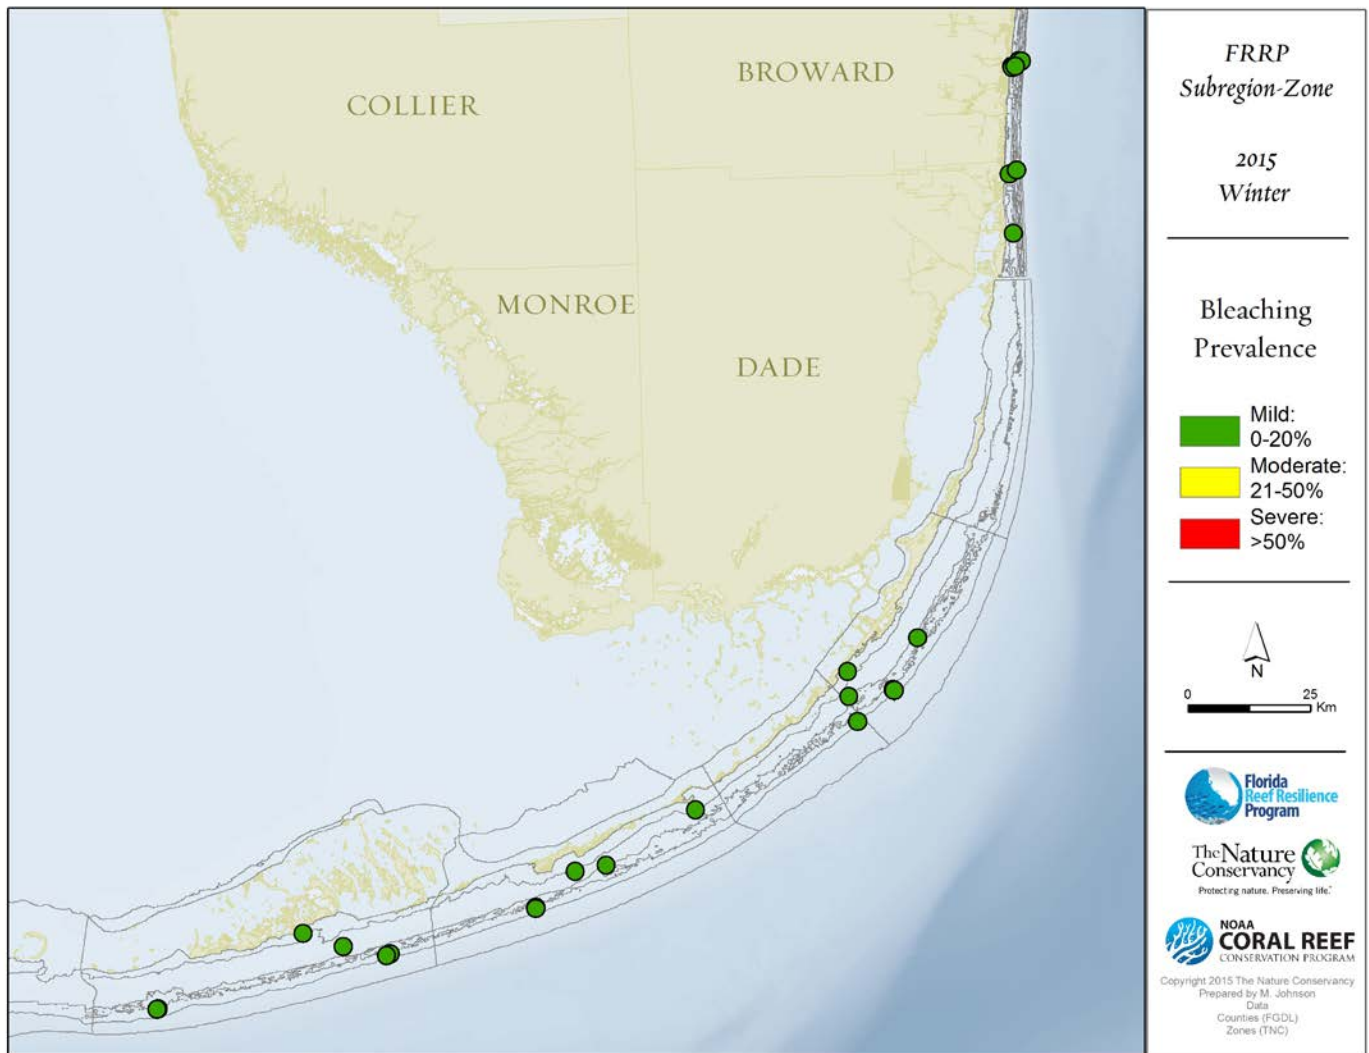 COLLIER
BROWARD
MONROE
DADE
FRRP
Subregion-Zone
2015
Winter
Bleaching
Prevalence
Mild:
0-20%
Moderate:
21-50%
Severe:
>50%
N
0 25
Km
Florida
Reef Resilience
Program
The Nature
Conservancy
Protecting nature. Preserving life.®
NOAA
CORAL REEF
CONSERVATION PROGRAM
Copyright 2015 The Nature Conservancy
Prepared by M. Johnson
Data
Counties (FGDL)
Zones (TNC)